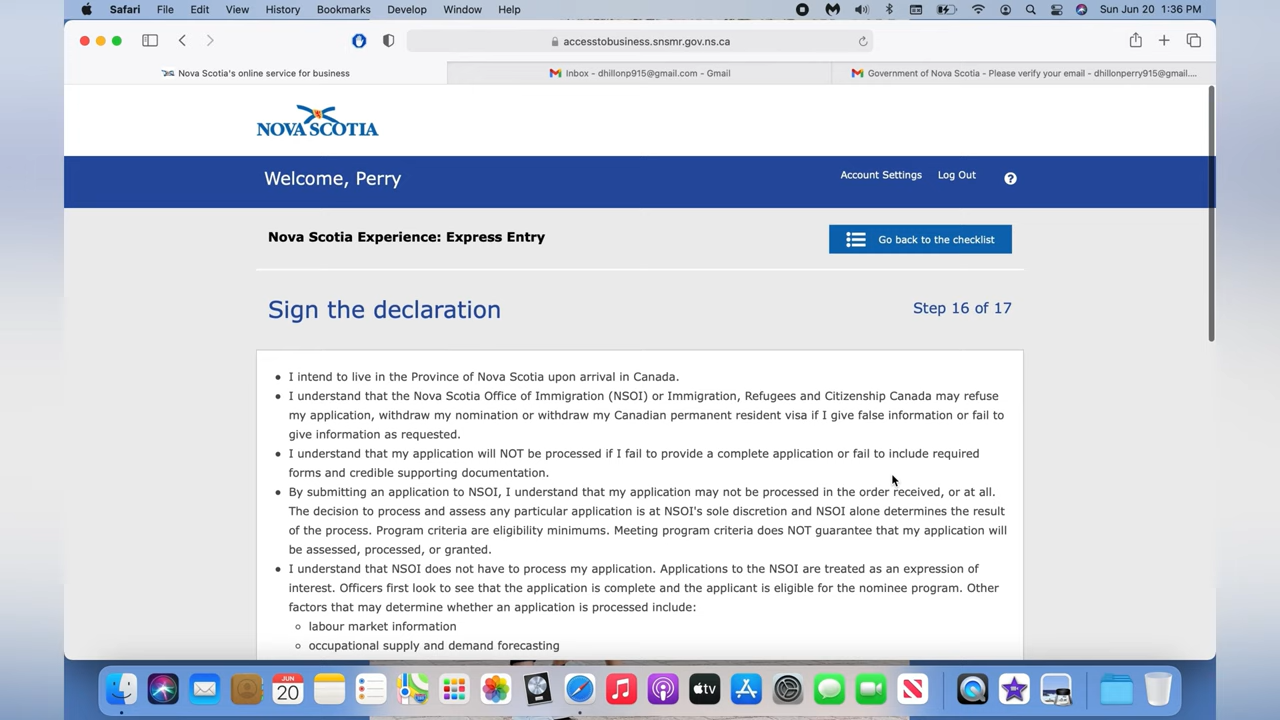 Safari File Edit View History Bookmarks Develop Window Help Sun Jun 20 1:36 PM
accesstobusiness.snsmr.gov.ns.ca
Nova Scotia's online service for business Inbox - dhillonp915@gmail.com - Gmail Government of Nova Scotia - Please verify your email - dhillonperry915@gmail....
NOVA SCOTIA
Welcome, Perry Account Settings Log Out ?
Nova Scotia Experience: Express Entry Go back to the checklist
Sign the declaration Step 16 of 17
• I intend to live in the Province of Nova Scotia upon arrival in Canada.
• I understand that the Nova Scotia Office of Immigration (NSOI) or Immigration, Refugees and Citizenship Canada may refuse
my application, withdraw my nomination or withdraw my Canadian permanent resident visa if I give false information or fail to
give information as requested.
• I understand that my application will NOT be processed if I fail to provide a complete application or fail to include required
forms and credible supporting documentation.
• By submitting an application to NSOI, I understand that my application may not be processed in the order received, or at all.
The decision to process and assess any particular application is at NSOI's sole discretion and NSOI alone determines the result
of the process. Program criteria are eligibility minimums. Meeting program criteria does NOT guarantee that my application will
be assessed, processed, or granted.
• I understand that NSOI does not have to process my application. Applications to the NSOI are treated as an expression of
interest. Officers first look to see that the application is complete and the applicant is eligible for the nominee program. Other
factors that may determine whether an application is processed include:
◦ labour market information
◦ occupational supply and demand forecasting
JUN
20
tv